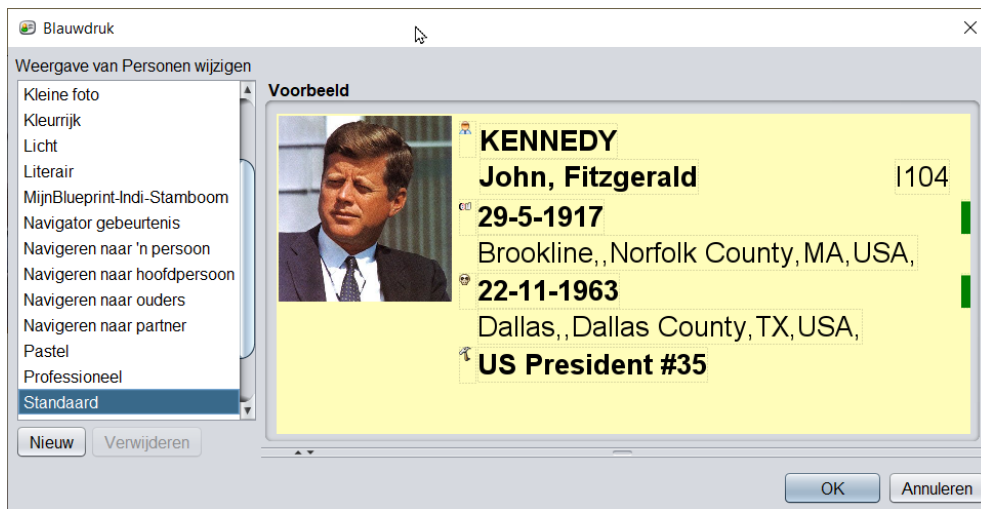 Blauwdruk
Weergave van Personen wijzigen
Kleine foto
Kleurrijk
Licht
Literair
MijnBlueprint-Indi-Stamboom
Navigator gebeurtenis
Navigeren naar 'n persoon
Navigeren naar hoofdpersoon
Navigeren naar ouders
Navigeren naar partner
Pastel
Professioneel
Standaard
Nieuw
Verwijderen
Voorbeeld
KENNEDY
John, Fitzgerald I104
29-5-1917
Brookline,,Norfolk County,MA,USA,
22-11-1963
Dallas,,Dallas County,TX,USA,
US President #35
OK
Annuleren